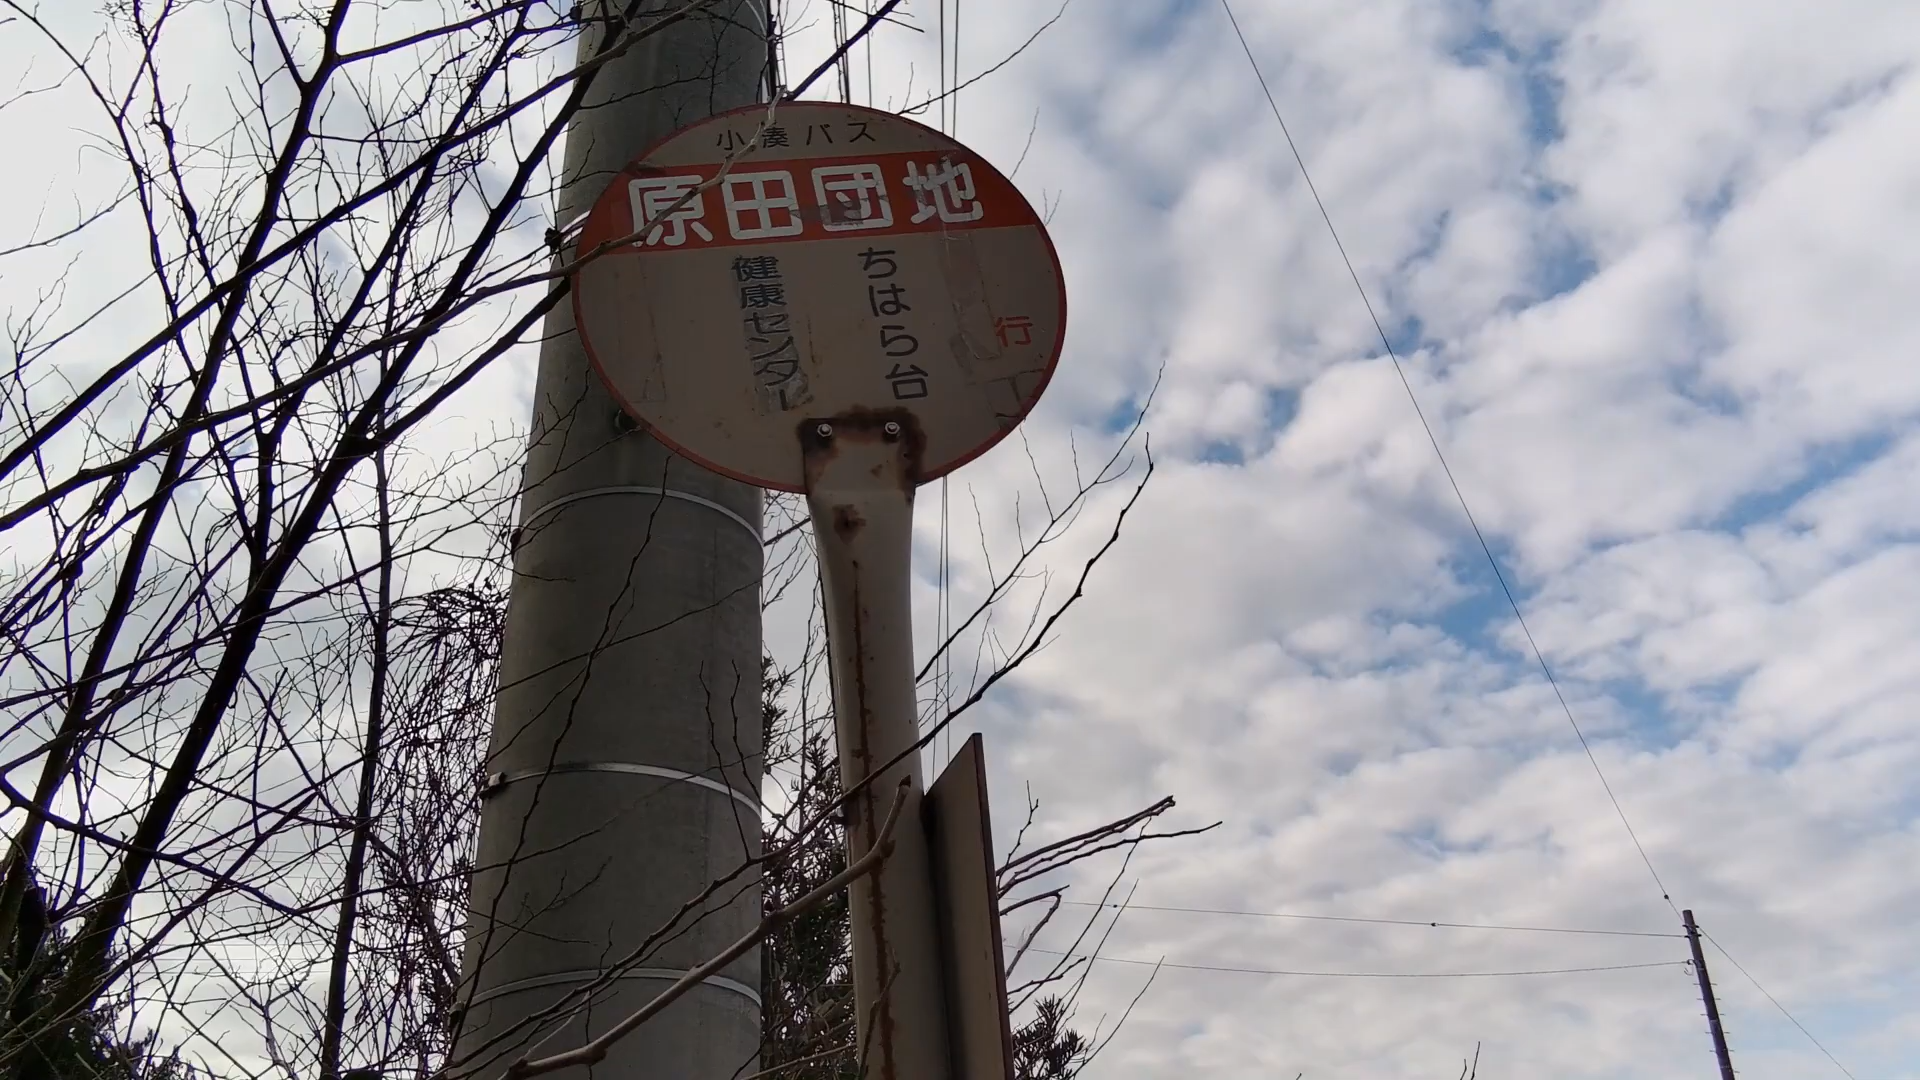 小湊バス
原田団地
ちはら台
健康センター
行